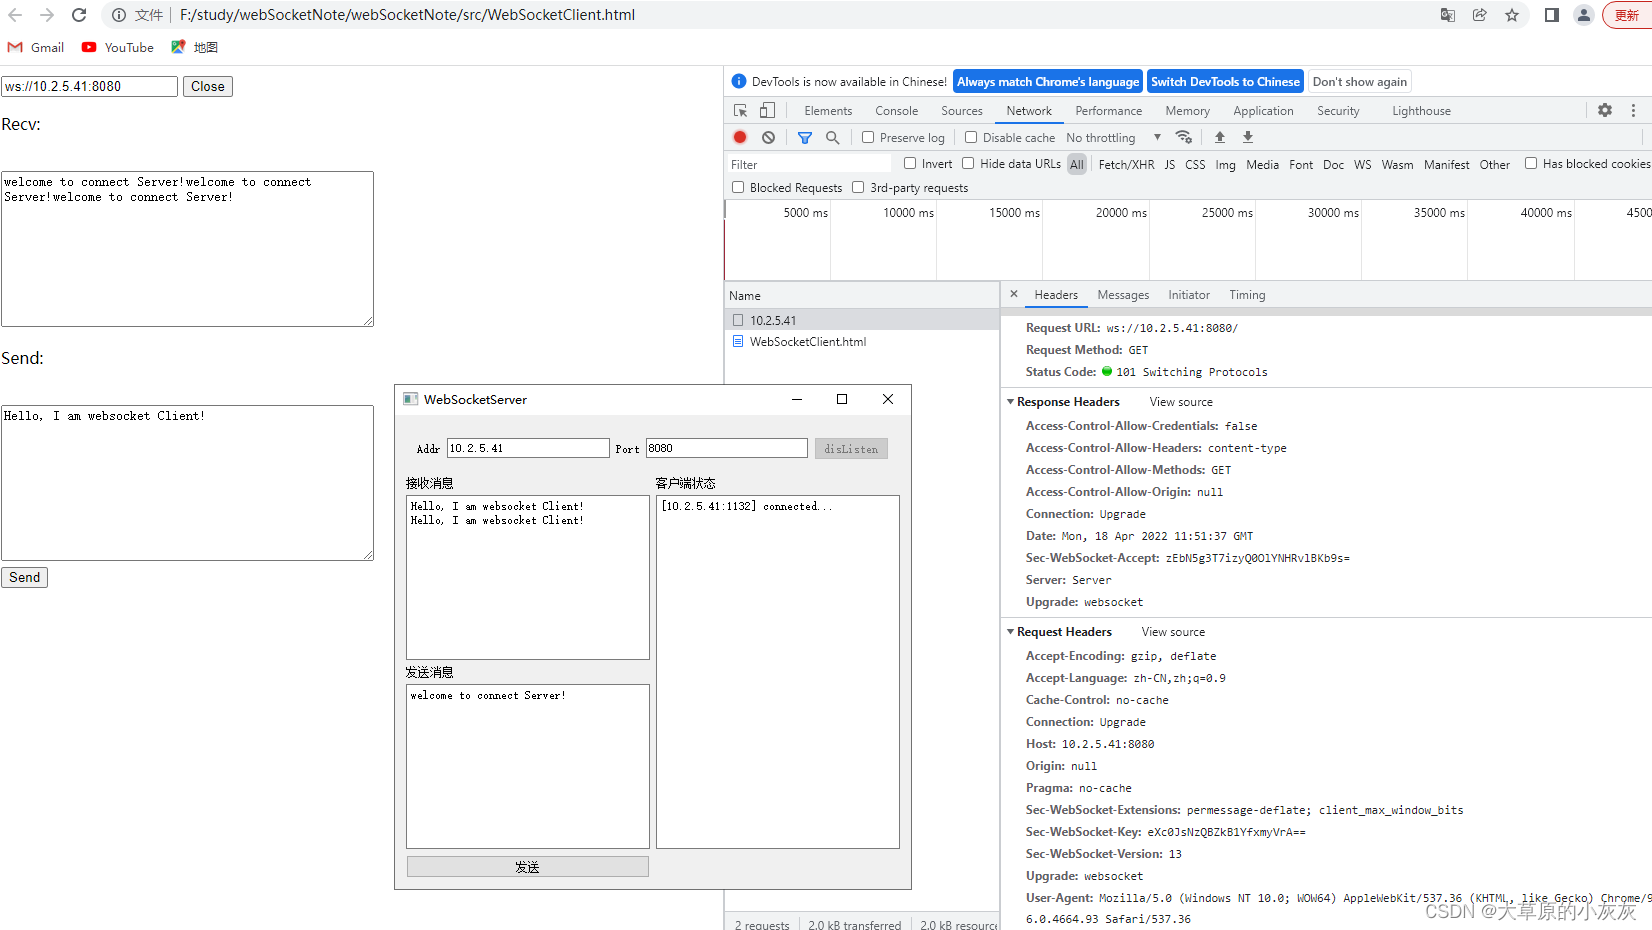 文件 F:/study/webSocketNote/webSocketNote/src/WebSocketClient.html 更新
Gmail YouTube 地图
ws://10.2.5.41:8080 Close
Recv:
welcome to connect Server!welcome to connect
Server!welcome to connect Server!
Send:
Hello, I am websocket Client!
Send
WebSocketServer
Addr 10.2.5.41 Port 8080 disListen
接收消息
Hello, I am websocket Client!
Hello, I am websocket Client!
客户端状态
[10.2.5.41:1132] connected...
发送消息
welcome to connect Server!
发送
DevTools is now available in Chinese! Always match Chrome's language Switch DevTools to Chinese Don't show again
Elements Console Sources Network Performance Memory Application Security Lighthouse
Preserve log Disable cache No throttling
Filter Invert Hide data URLs All Fetch/XHR JS CSS Img Media Font Doc WS Wasm Manifest Other Has blocked cookies
Blocked Requests 3rd-party requests
5000 ms 10000 ms 15000 ms 20000 ms 25000 ms 30000 ms 35000 ms 40000 ms 4500
Name
10.2.5.41
WebSocketClient.html
2 requests 2.0 kB transferred 2.0 kB resourc
Headers Messages Initiator Timing
Request URL: ws://10.2.5.41:8080/
Request Method: GET
Status Code: 101 Switching Protocols
Response Headers View source
Access-Control-Allow-Credentials: false
Access-Control-Allow-Headers: content-type
Access-Control-Allow-Methods: GET
Access-Control-Allow-Origin: null
Connection: Upgrade
Date: Mon, 18 Apr 2022 11:51:37 GMT
Sec-WebSocket-Accept: zEbN5g3T7izyQ0OlYNHRvlBKb9s=
Server: Server
Upgrade: websocket
Request Headers View source
Accept-Encoding: gzip, deflate
Accept-Language: zh-CN,zh;q=0.9
Cache-Control: no-cache
Connection: Upgrade
Host: 10.2.5.41:8080
Origin: null
Pragma: no-cache
Sec-WebSocket-Extensions: permessage-deflate; client_max_window_bits
Sec-WebSocket-Key: eXc0JsNzQBZkB1YfxmyVrA==
Sec-WebSocket-Version: 13
Upgrade: websocket
User-Agent: Mozilla/5.0 (Windows NT 10.0; WOW64) AppleWebKit/537.36 (KHTML, like Gecko) Chrome/9
6.0.4664.93 Safari/537.36
CSDN @大草原的小灰灰